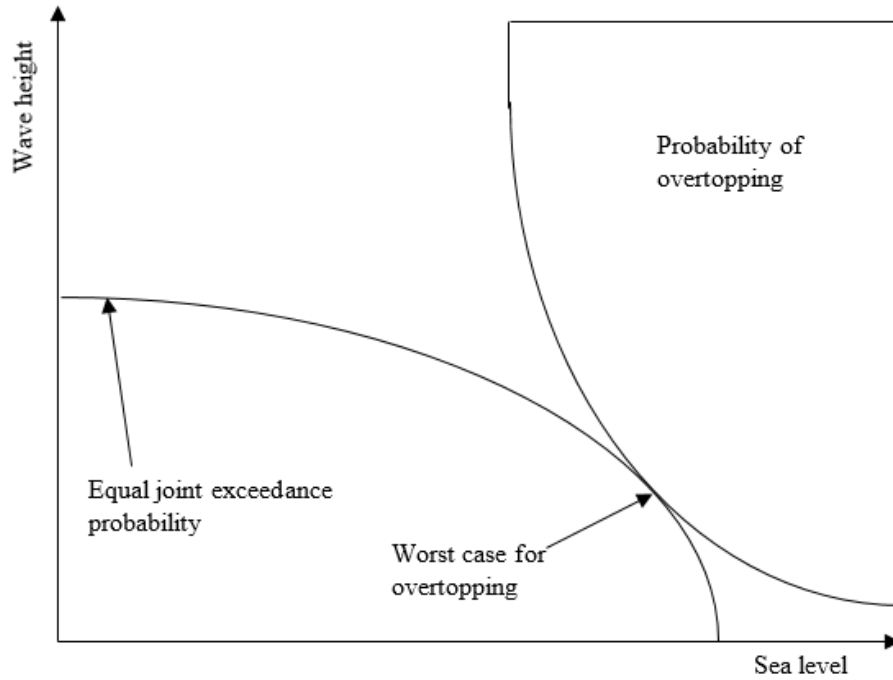 Wave height
Probability of
overtopping
Equal joint exceedance
probability
Worst case for
overtopping
Sea level